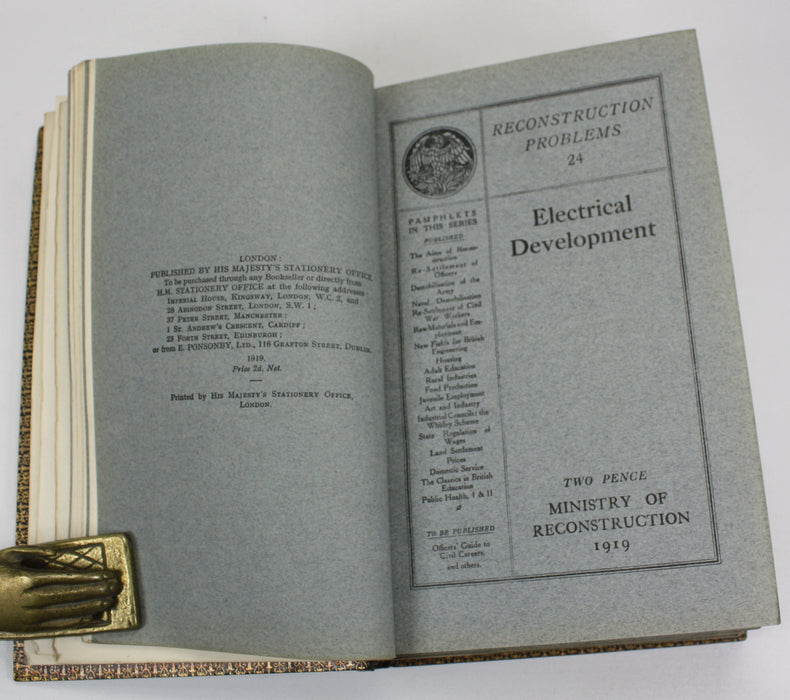 LONDON:
PUBLISHED BY HIS MAJESTY'S STATIONERY OFFICE.
To be purchased through any Bookseller or directly from
H.M. STATIONERY OFFICE at the following addresses:
IMPERIAL HOUSE, KINGSWAY, LONDON, W.C. 2, and
28 ABINGDON STREET, LONDON, S.W. 1;
37 PETER STREET, MANCHESTER;
1 ST. ANDREW'S CRESCENT, CARDIFF;
23 FORTH STREET, EDINBURGH;
or from E. PONSONBY, LTD., 116 GRAFTON STREET, DUBLIN.
1919.
Price 2d. Net.
Printed by HIS MAJESTY'S STATIONERY OFFICE,
LONDON.
RECONSTRUCTION
PROBLEMS
24
Electrical
Development
PAMPHLETS
IN THIS SERIES
PUBLISHED
The Aims of Recon-
struction
Re-Settlement of
Officers
Demobilisation of the
Army
Naval Demobilisation
Re-Settlement of Civil
War Workers
Raw Materials and Em-
ployment
New Fields for British
Engineering
Housing
Adult Education
Rural Industries
Food Production
Juvenile Employment
Art and Industry
Industrial Councils: the
Whitley Scheme
State Regulation of
Wages
Land Settlement
Prices
Domestic Service
The Classics in British
Education
Public Health, I & II
TO BE PUBLISHED
Officers' Guide to
Civil Careers,
and others.
TWO PENCE
MINISTRY OF
RECONSTRUCTION
1919